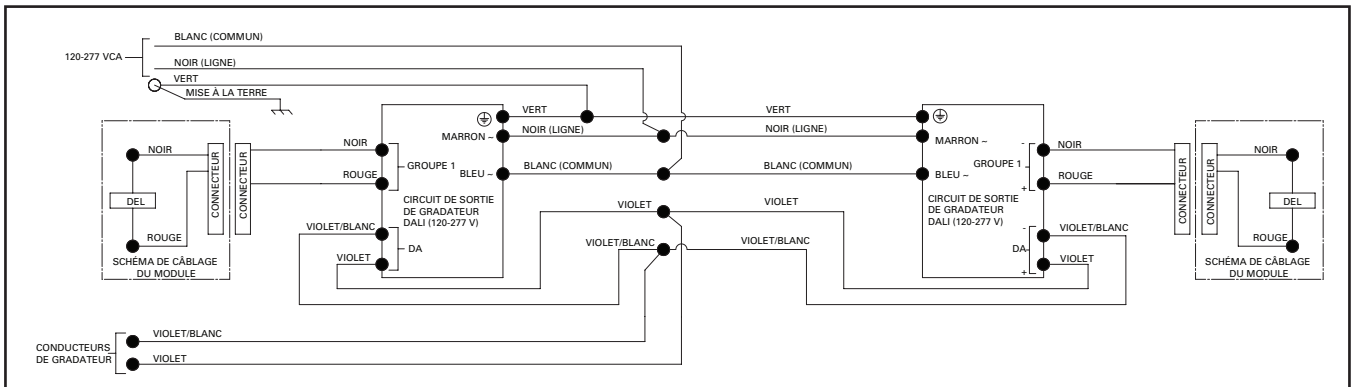 BLANC (COMMUN)
120-277 VCA
NOIR (LIGNE)
VERT
MISE À LA TERRE
VERT
VERT
MARRON ~
NOIR (LIGNE)
NOIR (LIGNE)
MARRON ~
NOIR
GROUPE 1
ROUGE
BLEU ~
BLANC (COMMUN)
BLANC (COMMUN)
BLEU ~
-
GROUPE 1
+
NOIR
ROUGE
NOIR
DEL
ROUGE
CONNECTEUR
CONNECTEUR
SCHÉMA DE CÂBLAGE
DU MODULE
CIRCUIT DE SORTIE
DE GRADATEUR
DALI (120-277 V)
VIOLET/BLANC
DA
VIOLET
VIOLET
VIOLET
VIOLET/BLANC
VIOLET/BLANC
CIRCUIT DE SORTIE
DE GRADATEUR
DALI (120-277 V)
-
DA
+
VIOLET/BLANC
VIOLET
CONNECTEUR
CONNECTEUR
NOIR
DEL
ROUGE
SCHÉMA DE CÂBLAGE
DU MODULE
CONDUCTEURS
DE GRADATEUR
VIOLET/BLANC
VIOLET